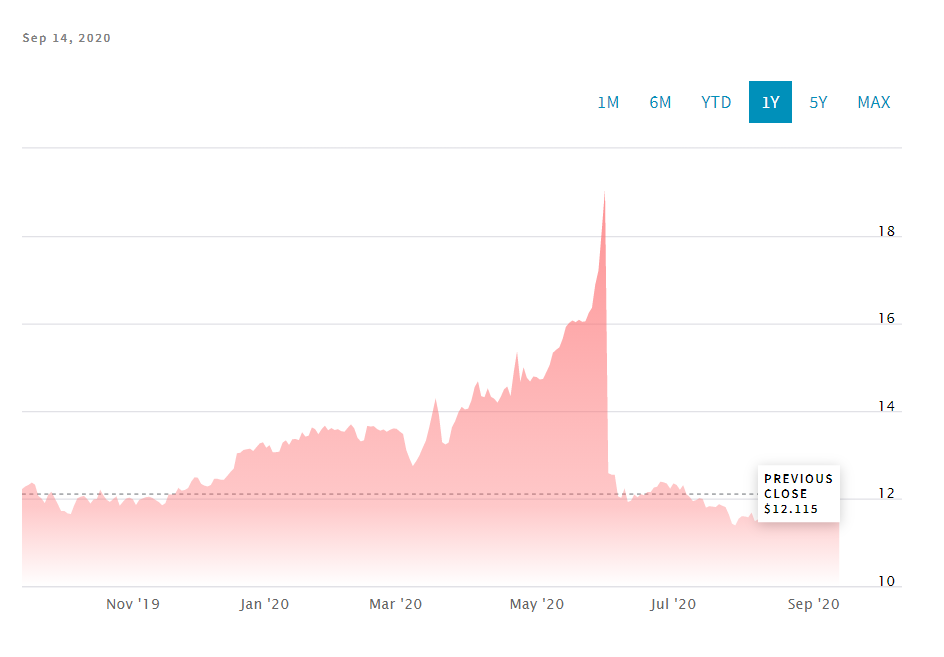 Sep 14, 2020
1M 6M YTD 1Y 5Y MAX
18
16
14
PREVIOUS
CLOSE
$12.115
12
10
Nov '19 Jan '20 Mar '20 May '20 Jul '20 Sep '20